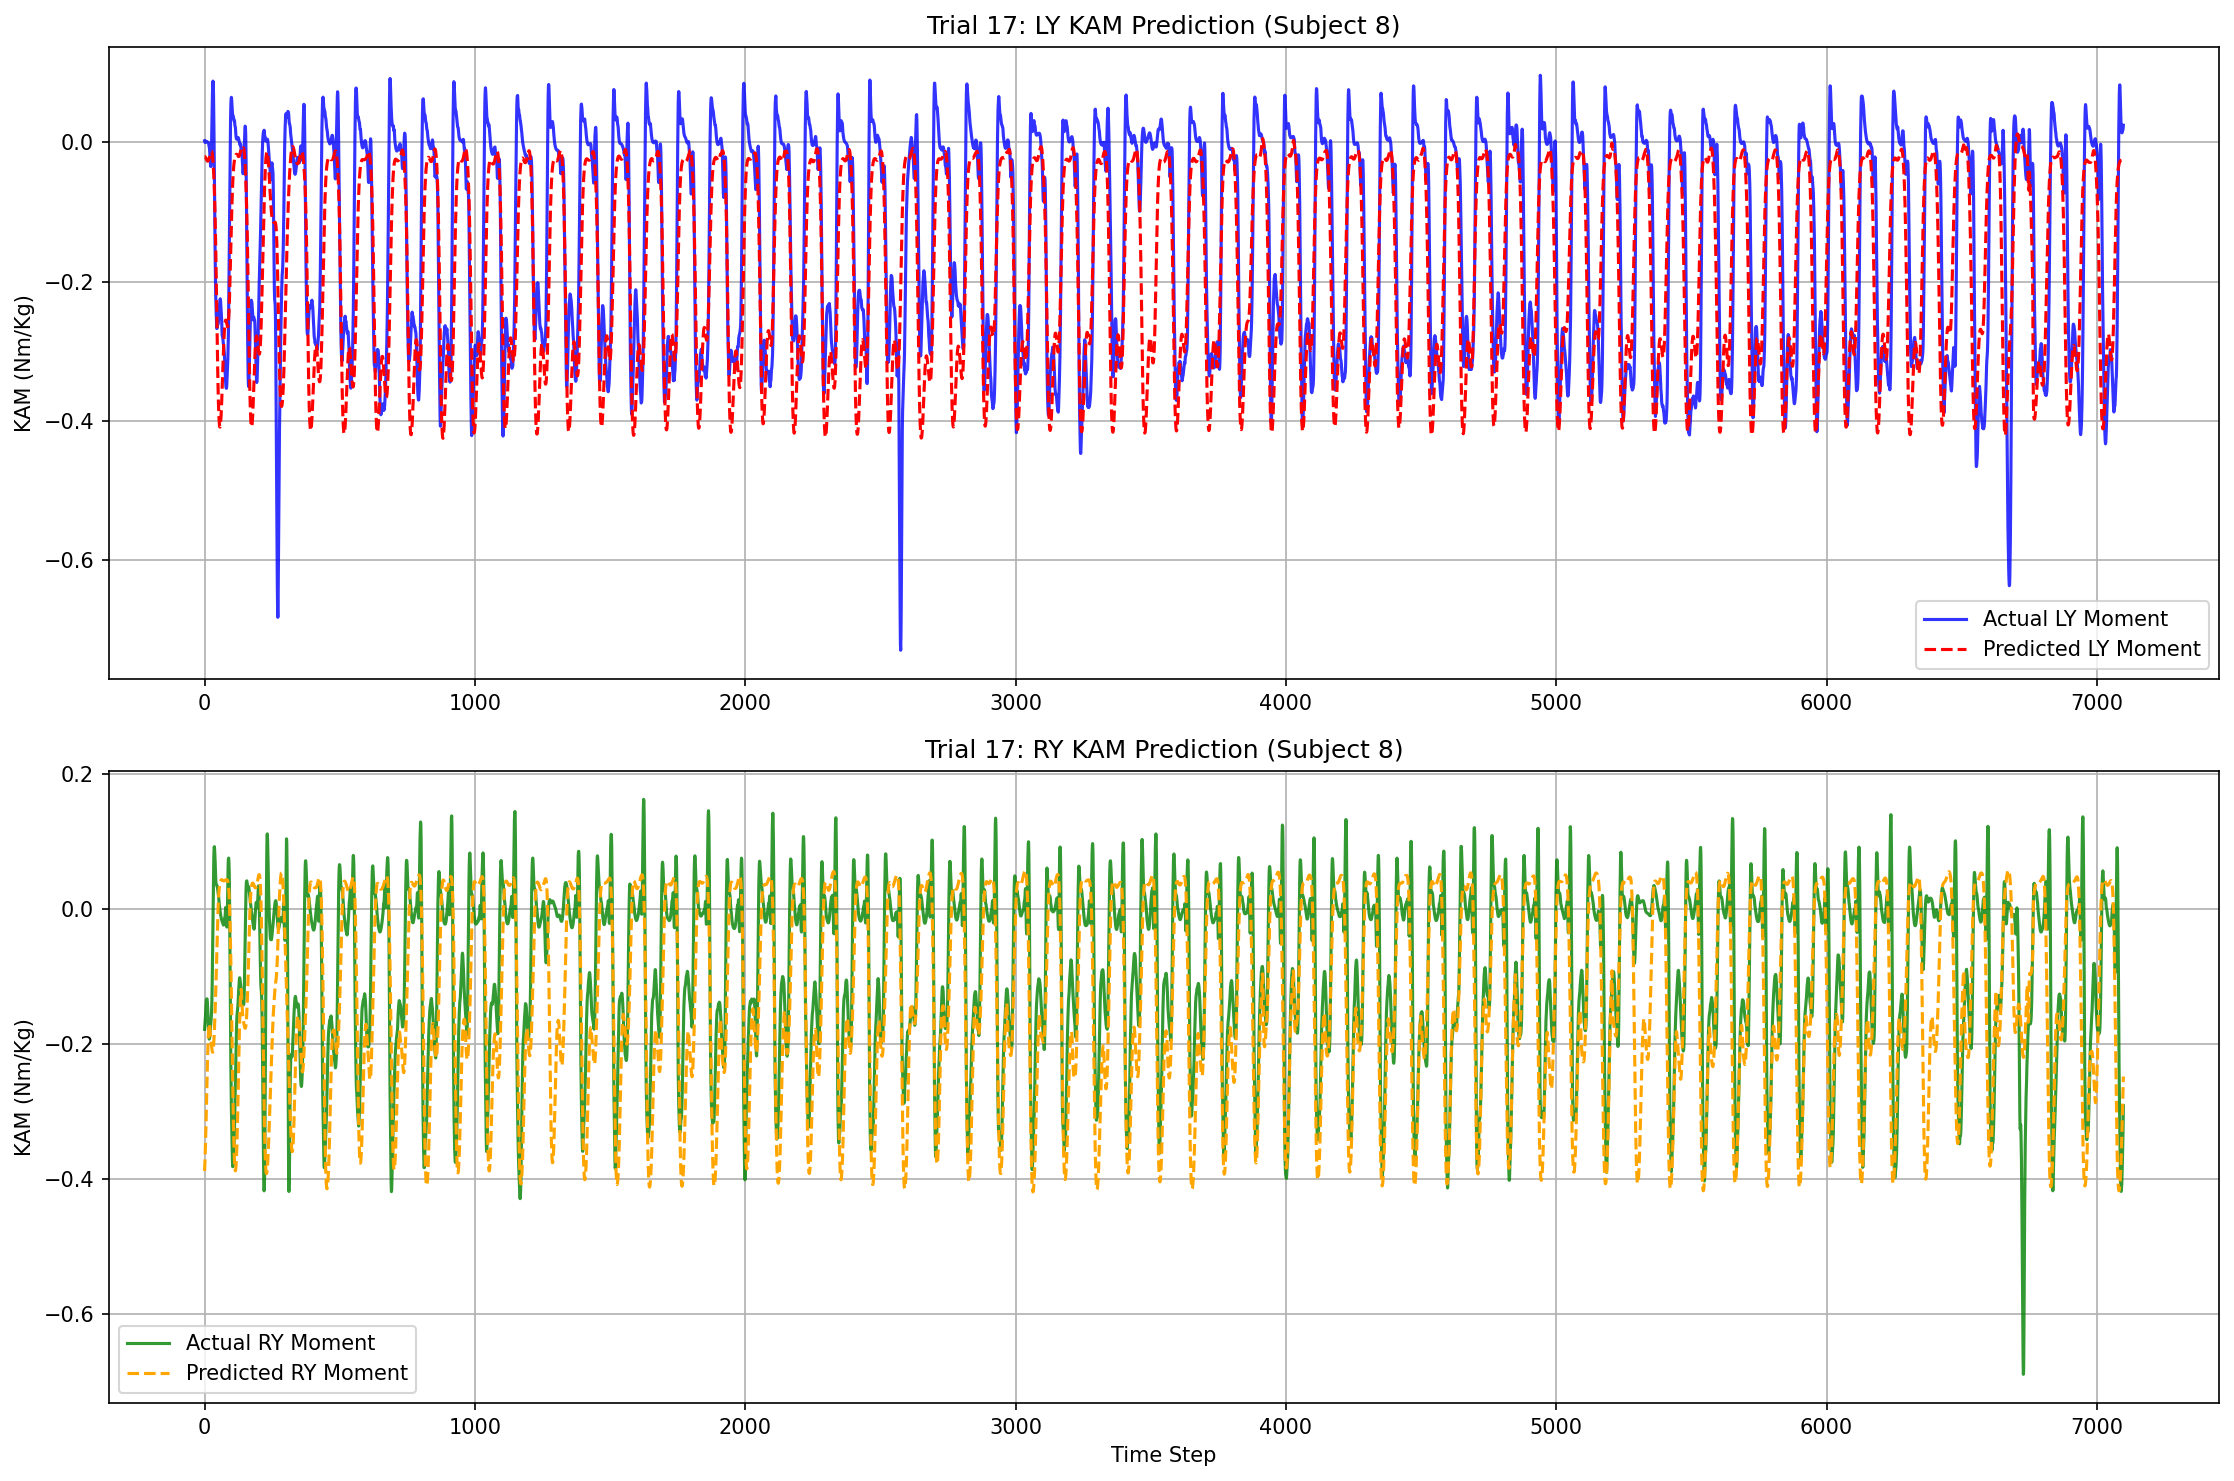 Trial 17: LY KAM Prediction (Subject 8)
KAM (Nm/Kg)
0.0
−0.2
−0.4
−0.6
0 1000 2000 3000 4000 5000 6000 7000
Actual LY Moment
Predicted LY Moment
Trial 17: RY KAM Prediction (Subject 8)
KAM (Nm/Kg)
0.2
0.0
−0.2
−0.4
−0.6
Actual RY Moment
Predicted RY Moment
0 1000 2000 3000 4000 5000 6000 7000
Time Step